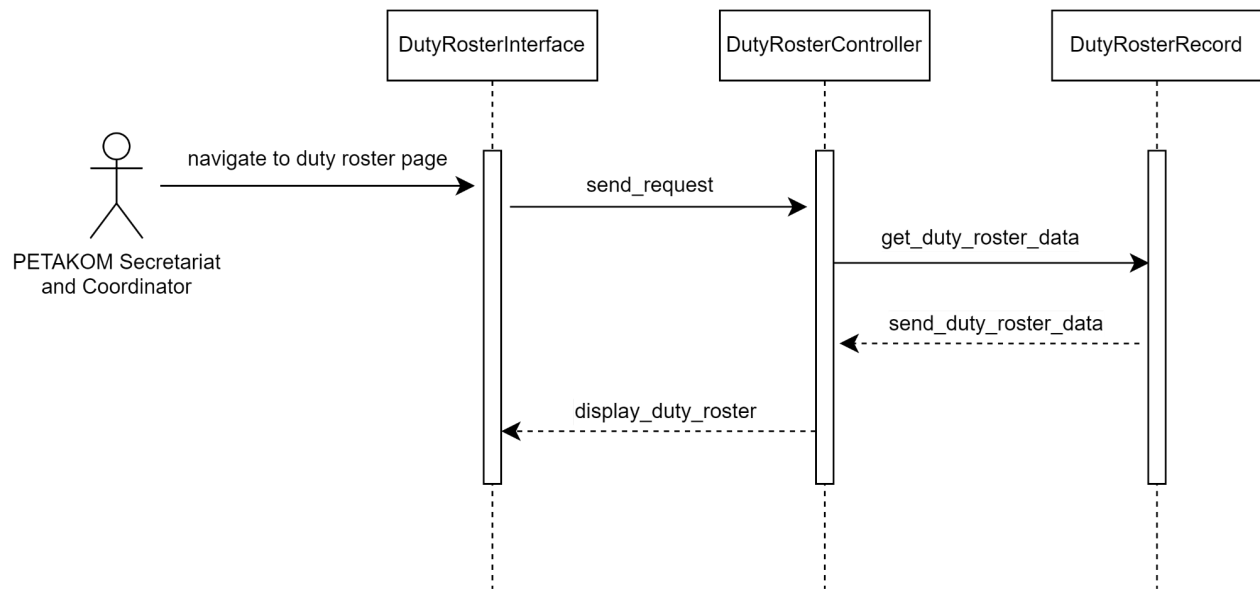 DutyRosterInterface
DutyRosterController
DutyRosterRecord
navigate to duty roster page
send_request
get_duty_roster_data
PETAKOM Secretariat
and Coordinator
send_duty_roster_data
display_duty_roster